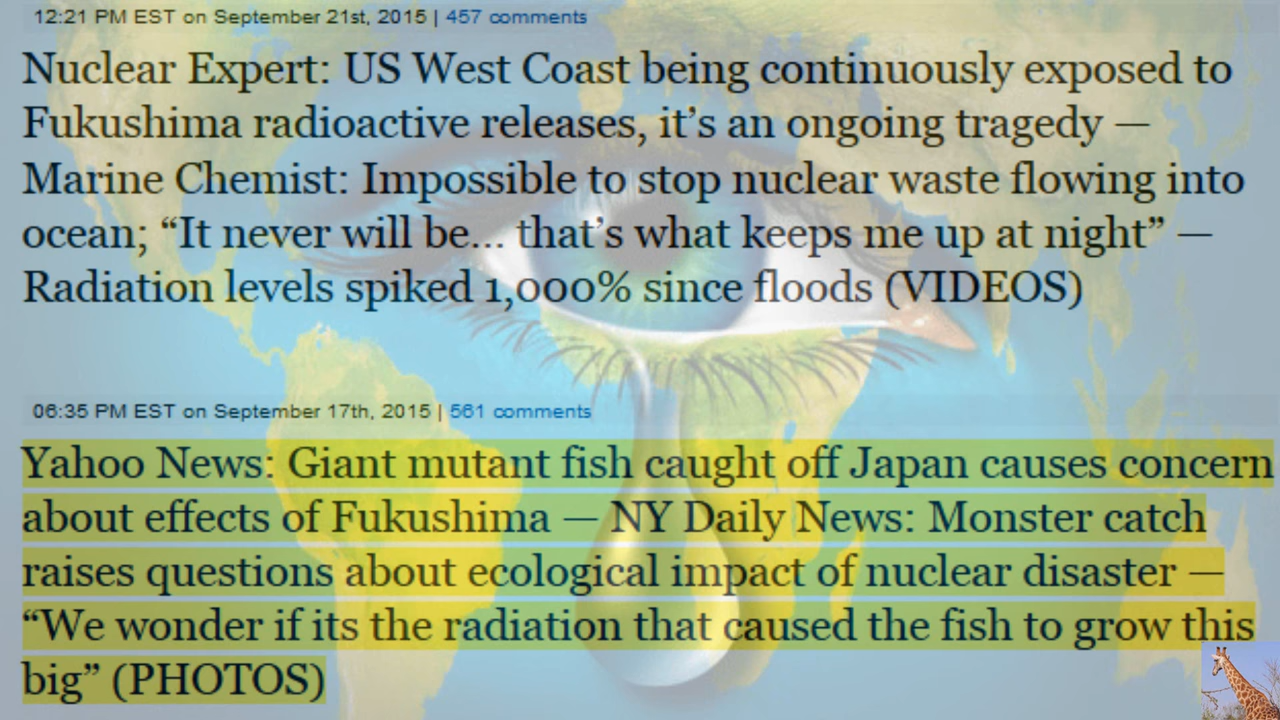 12:21 PM EST on September 21st, 2015 | 457 comments
Nuclear Expert: US West Coast being continuously exposed to
Fukushima radioactive releases, it’s an ongoing tragedy —
Marine Chemist: Impossible to stop nuclear waste flowing into
ocean; “It never will be… that’s what keeps me up at night” —
Radiation levels spiked 1,000% since floods (VIDEOS)
06:35 PM EST on September 17th, 2015 | 561 comments
Yahoo News: Giant mutant fish caught off Japan causes concern
about effects of Fukushima — NY Daily News: Monster catch
raises questions about ecological impact of nuclear disaster —
“We wonder if its the radiation that caused the fish to grow this
big” (PHOTOS)